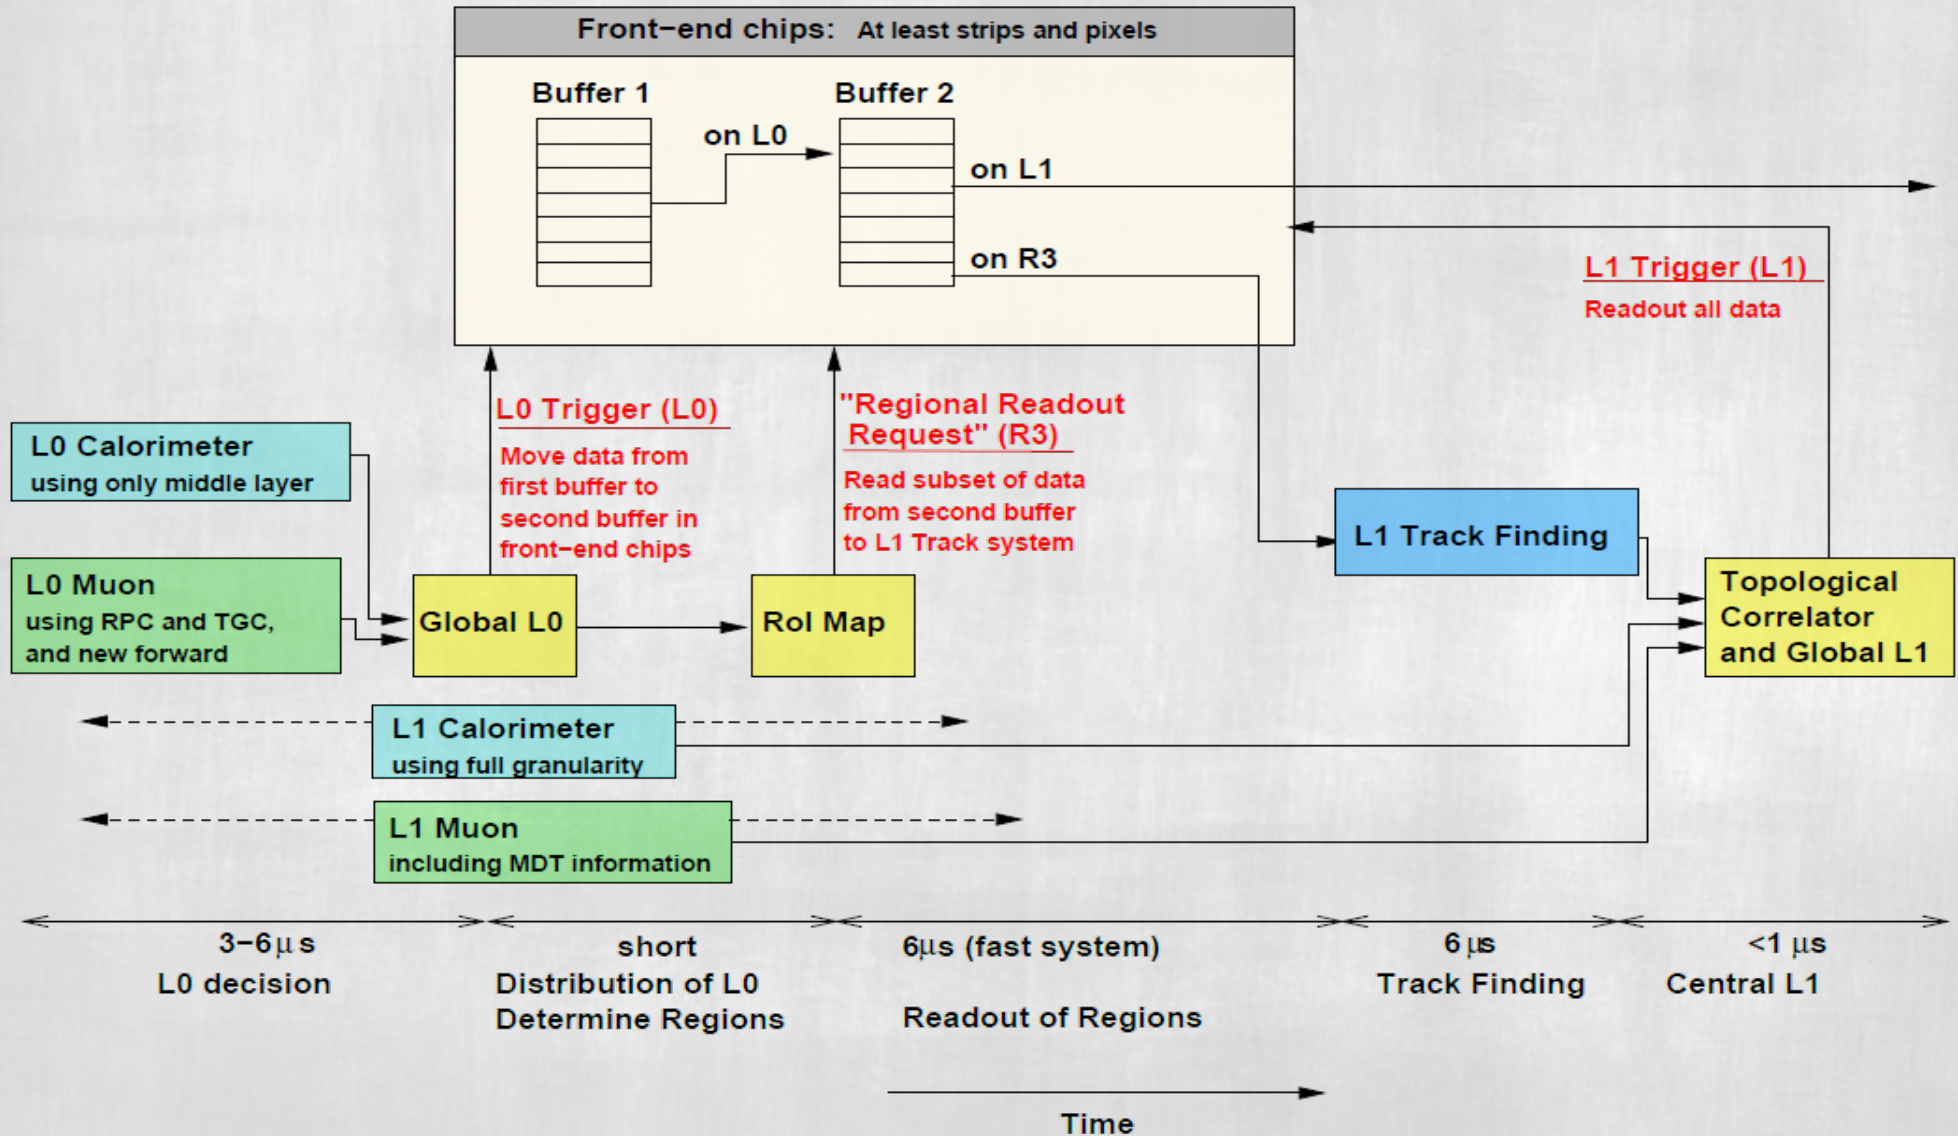 Front-end chips: At least strips and pixels
Buffer 1
Buffer 2
on L0
on L1
on R3
L1 Trigger (L1)
Readout all data
L0 Trigger (L0)
Move data from
first buffer to
second buffer in
front-end chips
"Regional Readout
Request" (R3)
Read subset of data
from second buffer
to L1 Track system
L0 Calorimeter
using only middle layer
L0 Muon
using RPC and TGC,
and new forward
Global L0
RoI Map
L1 Track Finding
Topological
Correlator
and Global L1
L1 Calorimeter
using full granularity
L1 Muon
including MDT information
3-6 μs
L0 decision
short
Distribution of L0
Determine Regions
6μs (fast system)
Readout of Regions
6 μs
Track Finding
<1 μs
Central L1
Time